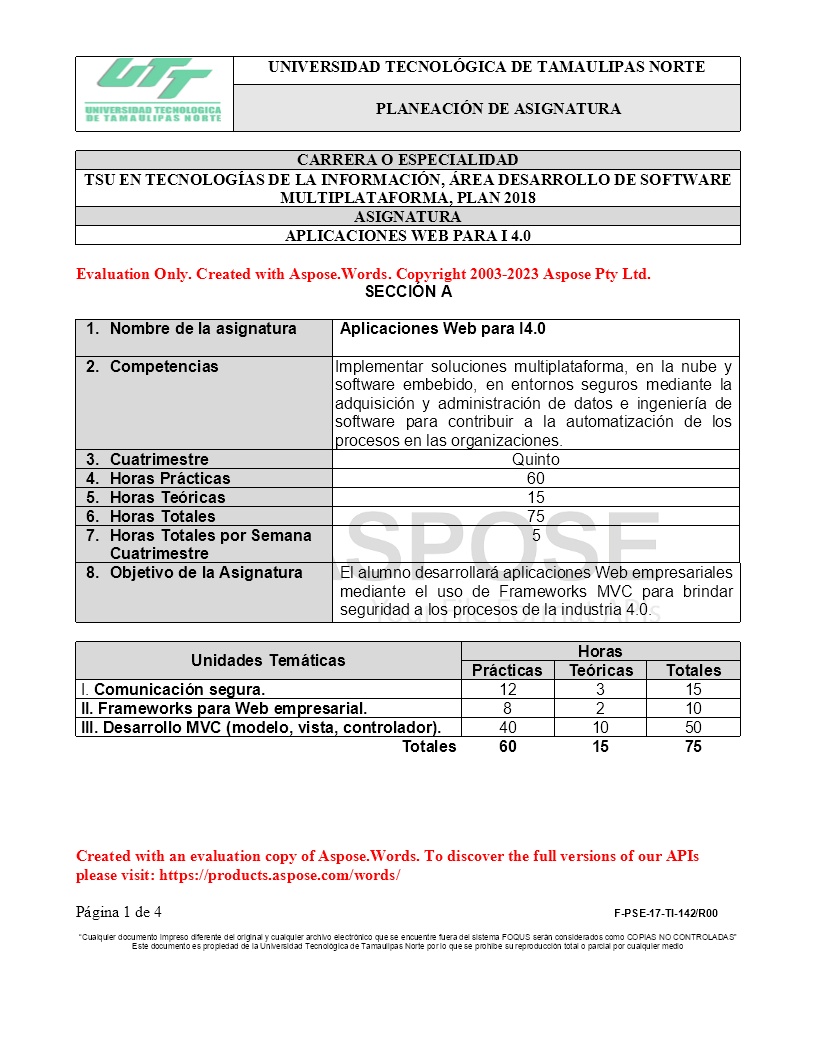 UTT
UNIVERSIDAD TECNOLOGICA
DE TAMAULIPAS NORTE
UNIVERSIDAD TECNOLÓGICA DE TAMAULIPAS NORTE
PLANEACIÓN DE ASIGNATURA
CARRERA O ESPECIALIDAD
TSU EN TECNOLOGÍAS DE LA INFORMACIÓN, ÁREA DESARROLLO DE SOFTWARE
MULTIPLATAFORMA, PLAN 2018
ASIGNATURA
APLICACIONES WEB PARA I 4.0
Evaluation Only. Created with Aspose.Words. Copyright 2003-2023 Aspose Pty Ltd.
SECCIÓN A
1. Nombre de la asignatura Aplicaciones Web para I4.0
2. Competencias Implementar soluciones multiplataforma, en la nube y
software embebido, en entornos seguros mediante la
adquisición y administración de datos e ingeniería de
software para contribuir a la automatización de los
procesos en las organizaciones.
3. Cuatrimestre Quinto
4. Horas Prácticas 60
5. Horas Teóricas 15
6. Horas Totales 75
7. Horas Totales por Semana 5
Cuatrimestre
ASPOSE
8. Objetivo de la Asignatura El alumno desarrollará aplicaciones Web empresariales
mediante el uso de Frameworks MVC para brindar
seguridad a los procesos de la industria 4.0.
Your File Format APIs
Unidades Temáticas Horas
Prácticas Teóricas Totales
I. Comunicación segura. 12 3 15
II. Frameworks para Web empresarial. 8 2 10
III. Desarrollo MVC (modelo, vista, controlador). 40 10 50
Totales 60 15 75
Created with an evaluation copy of Aspose.Words. To discover the full versions of our APIs
please visit: https://products.aspose.com/words/
Página 1 de 4 F-PSE-17-TI-142/R00
"Cualquier documento impreso diferente del original y cualquier archivo electrónico que se encuentre fuera del sistema FOQUS serán considerados como COPIAS NO CONTROLADAS"
Este documento es propiedad de la Universidad Tecnológica de Tamaulipas Norte por lo que se prohíbe su reproducción total o parcial por cualquier medio